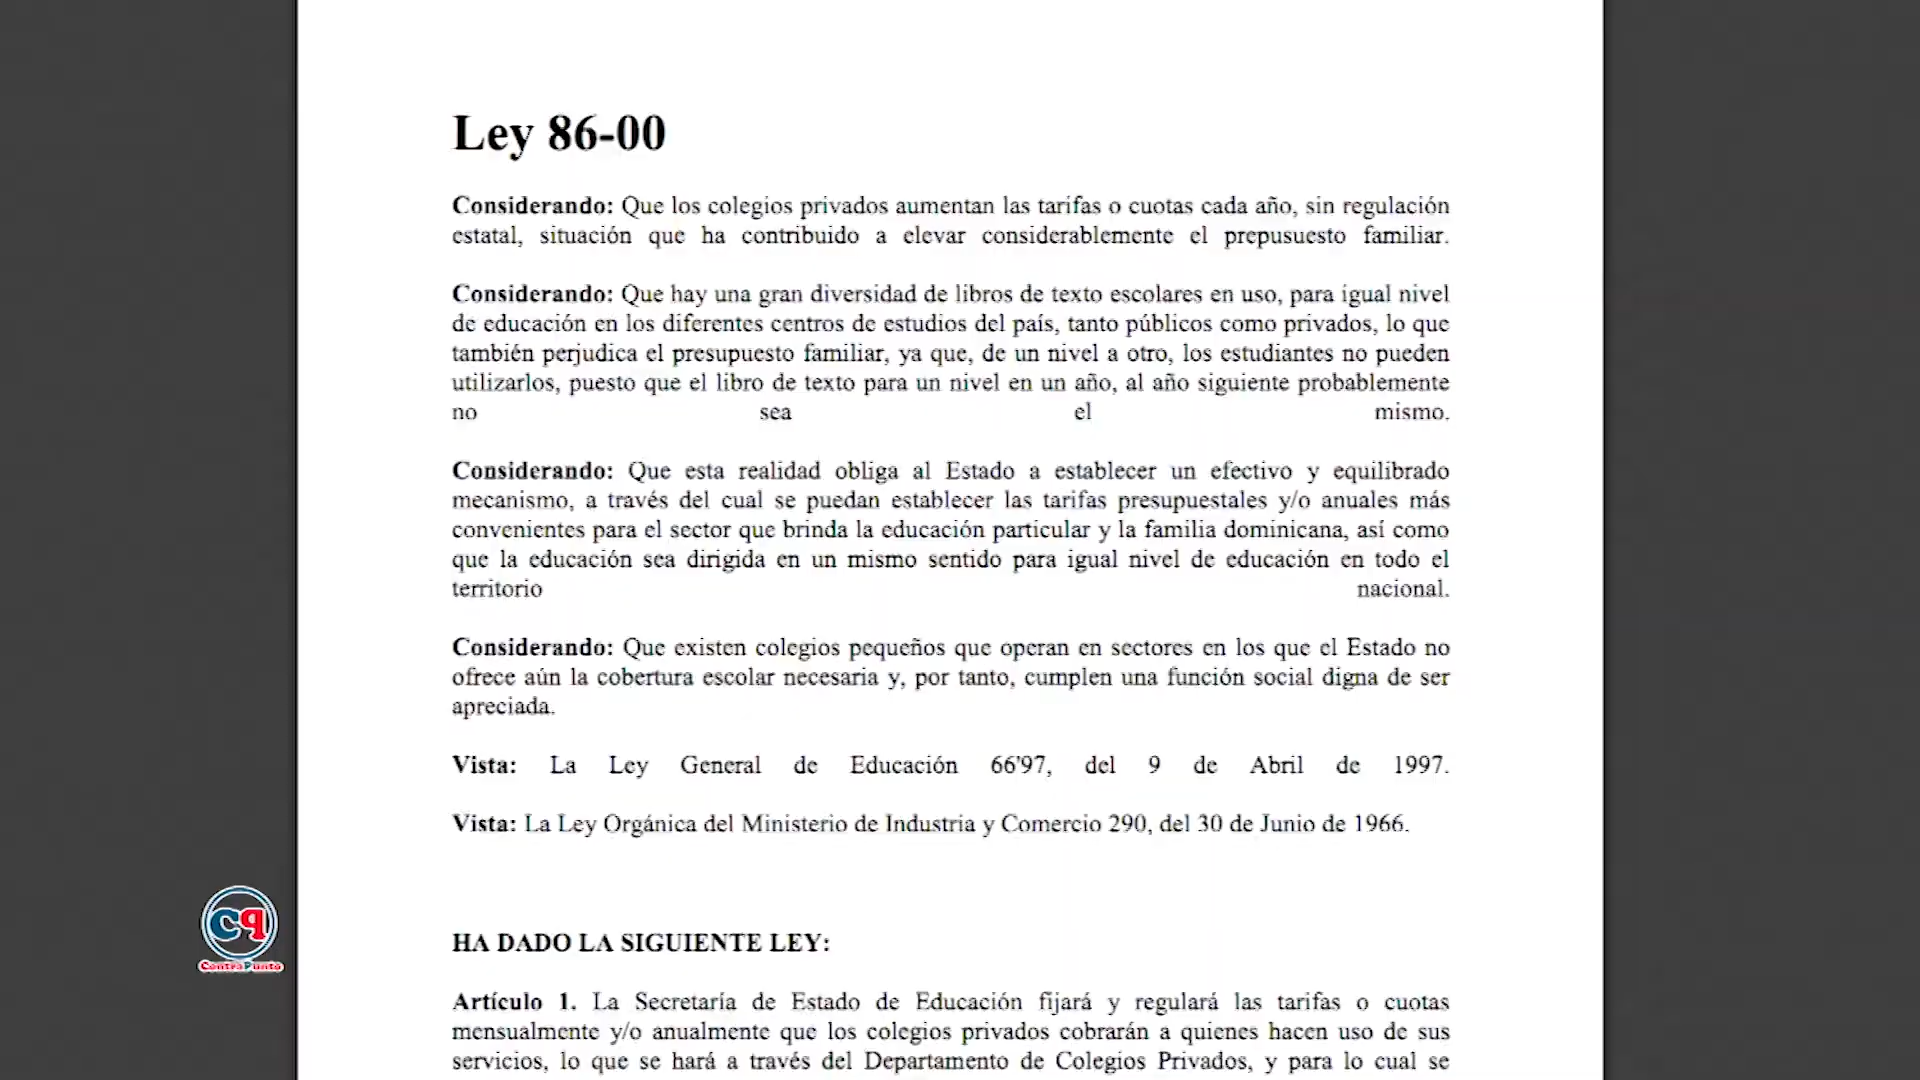 Ley 86-00
Considerando: Que los colegios privados aumentan las tarifas o cuotas cada año, sin regulación
estatal, situación que ha contribuido a elevar considerablemente el prepusuesto familiar.
Considerando: Que hay una gran diversidad de libros de texto escolares en uso, para igual nivel
de educación en los diferentes centros de estudios del país, tanto públicos como privados, lo que
también perjudica el presupuesto familiar, ya que, de un nivel a otro, los estudiantes no pueden
utilizarlos, puesto que el libro de texto para un nivel en un año, al año siguiente probablemente
no sea el mismo.
Considerando: Que esta realidad obliga al Estado a establecer un efectivo y equilibrado
mecanismo, a través del cual se puedan establecer las tarifas presupuestales y/o anuales más
convenientes para el sector que brinda la educación particular y la familia dominicana, así como
que la educación sea dirigida en un mismo sentido para igual nivel de educación en todo el
territorio nacional.
Considerando: Que existen colegios pequeños que operan en sectores en los que el Estado no
ofrece aún la cobertura escolar necesaria y, por tanto, cumplen una función social digna de ser
apreciada.
Vista: La Ley General de Educación 66'97, del 9 de Abril de 1997.
Vista: La Ley Orgánica del Ministerio de Industria y Comercio 290, del 30 de Junio de 1966.
CP
ContraPunto
HA DADO LA SIGUIENTE LEY:
Artículo 1. La Secretaría de Estado de Educación fijará y regulará las tarifas o cuotas
mensualmente y/o anualmente que los colegios privados cobrarán a quienes hacen uso de sus
servicios, lo que se hará a través del Departamento de Colegios Privados, y para lo cual se